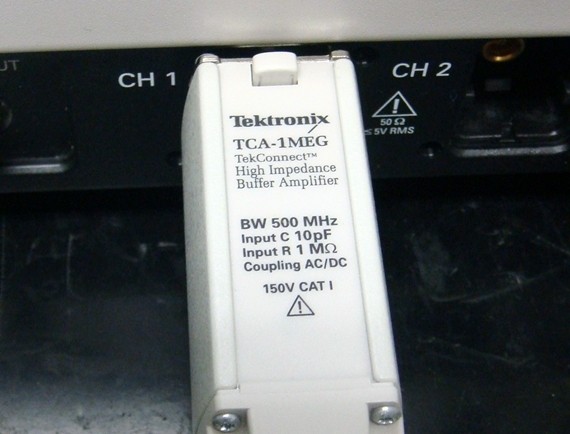 UT
CH 1
CH 2
50 Ω
≤5V RMS
Tektronix
TCA-1MEG
TekConnect™
High Impedance
Buffer Amplifier
BW 500 MHz
Input C 10pF
Input R 1 MΩ
Coupling AC/DC
150V CAT I